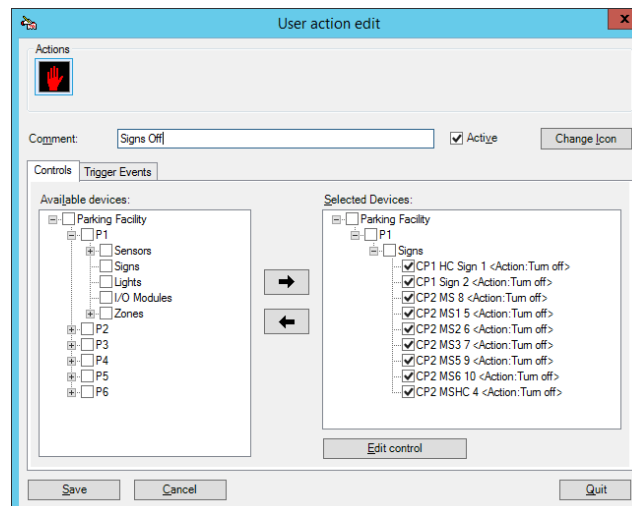 User action edit
x
Actions
Comment:
Signs Off
Active
Change Icon
Controls
Trigger Events
Available devices:
Parking Facility
P1
Sensors
Signs
Lights
I/O Modules
Zones
P2
P3
P4
P5
P6
Selected Devices:
Parking Facility
P1
Signs
CP1 HC Sign 1 <Action:Turn off>
CP1 Sign 2 <Action:Turn off>
CP2 MS 8 <Action:Turn off>
CP2 MS1 5 <Action:Turn off>
CP2 MS2 6 <Action:Turn off>
CP2 MS3 7 <Action:Turn off>
CP2 MS5 9 <Action:Turn off>
CP2 MS6 10 <Action:Turn off>
CP2 MSHC 4 <Action:Turn off>
Edit control
Save
Cancel
Quit